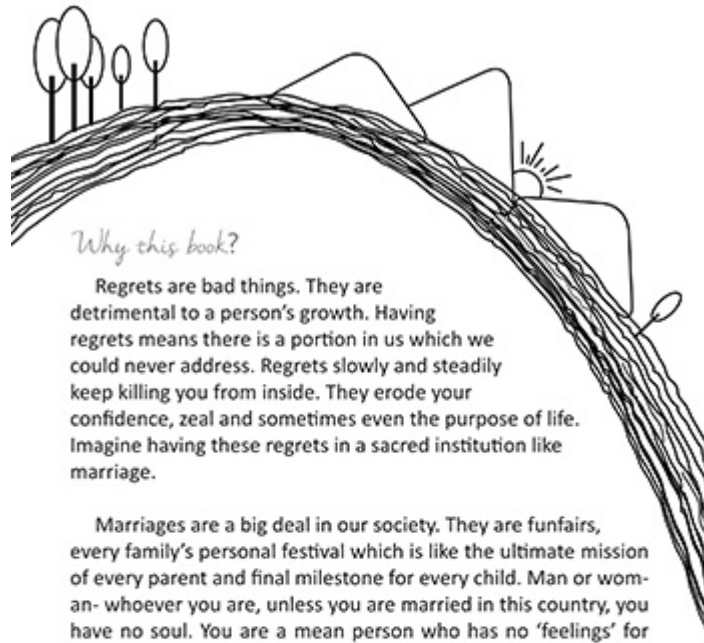 Why this book?
Regrets are bad things. They are
detrimental to a person's growth. Having
regrets means there is a portion in us which we
could never address. Regrets slowly and steadily
keep killing you from inside. They erode your
confidence, zeal and sometimes even the purpose of life.
Imagine having these regrets in a sacred institution like
marriage.
Marriages are a big deal in our society. They are funfairs,
every family's personal festival which is like the ultimate mission
of every parent and final milestone for every child. Man or wom-
an- whoever you are, unless you are married in this country, you
have no soul. You are a mean person who has no 'feelings' for